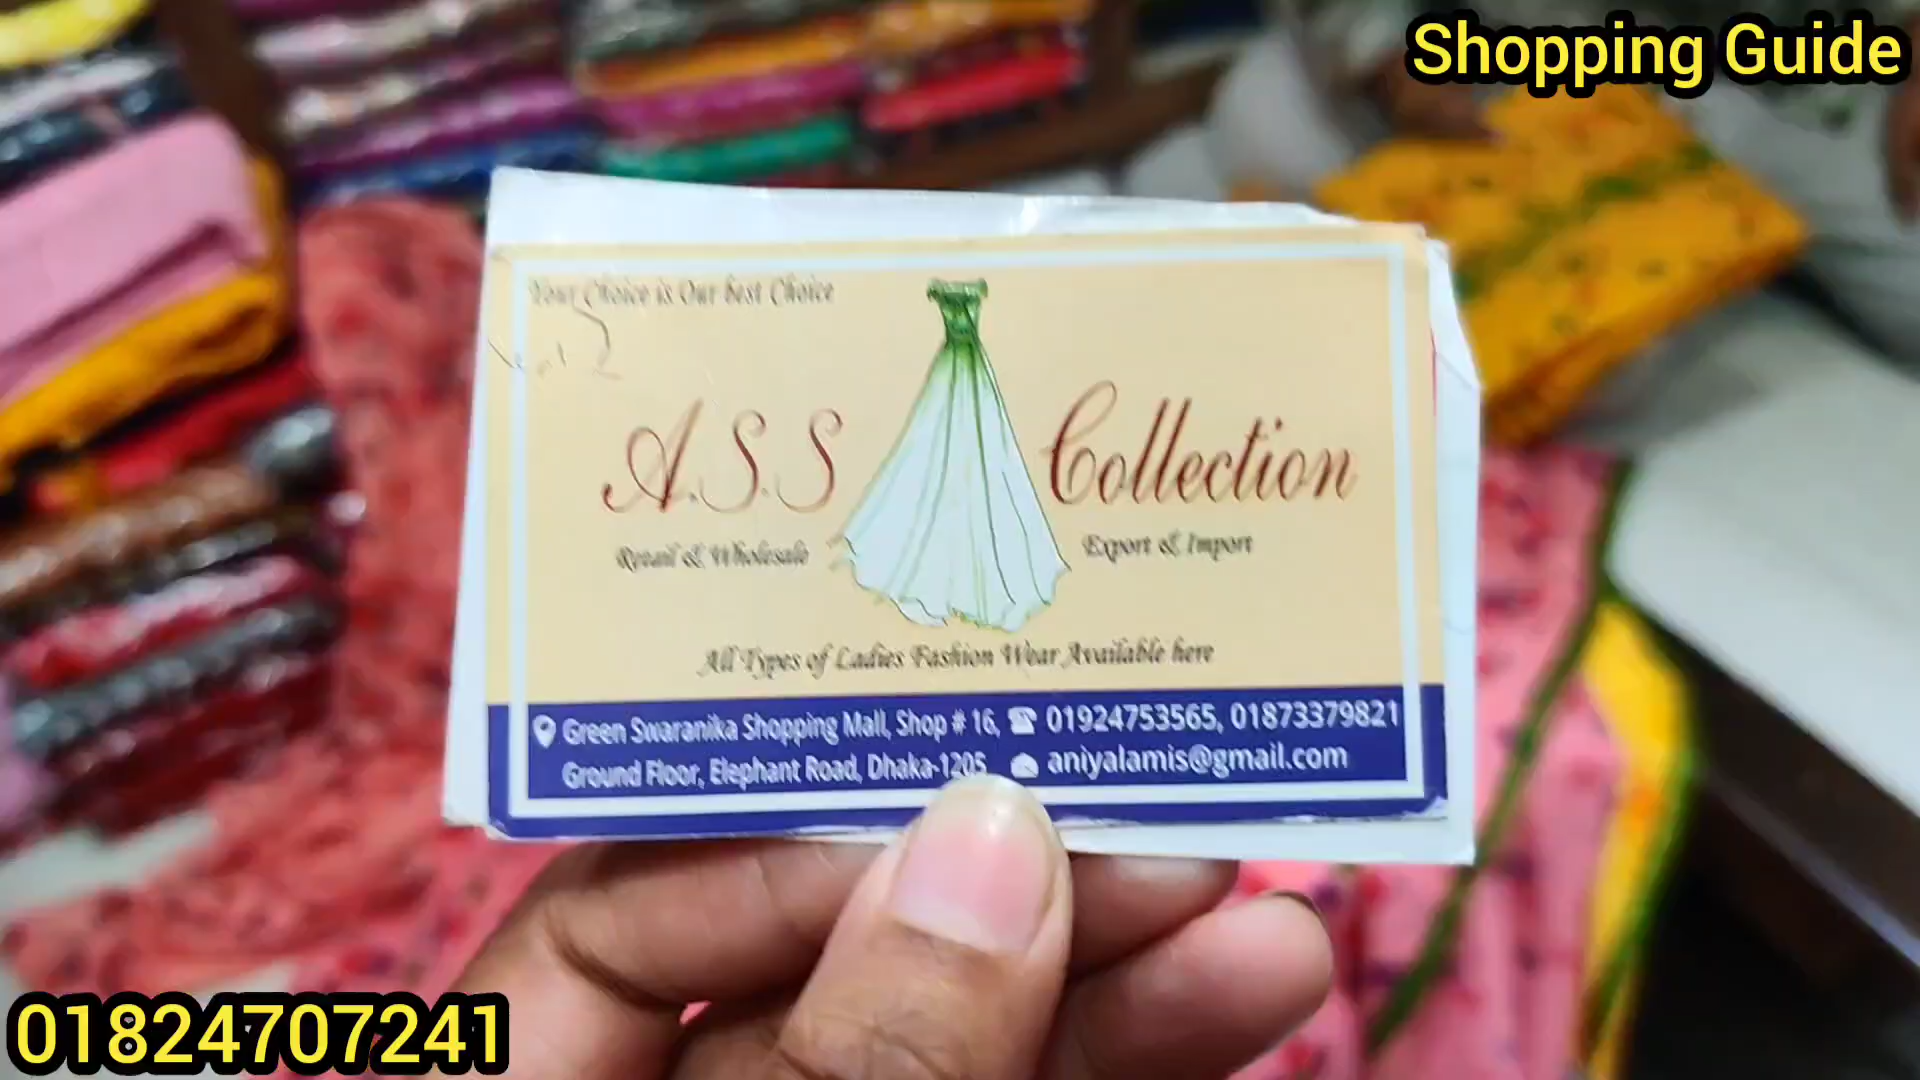 Shopping Guide
Your Choice is Our best Choice
A.S.S Collection
Retail & Wholesale
Export & Import
All Types of Ladies Fashion Wear Available here
Green Swaranika Shopping Mall, Shop # 16,
Ground Floor, Elephant Road, Dhaka-1205
01924753565, 01873379821
aniyalamis@gmail.com
01824707241